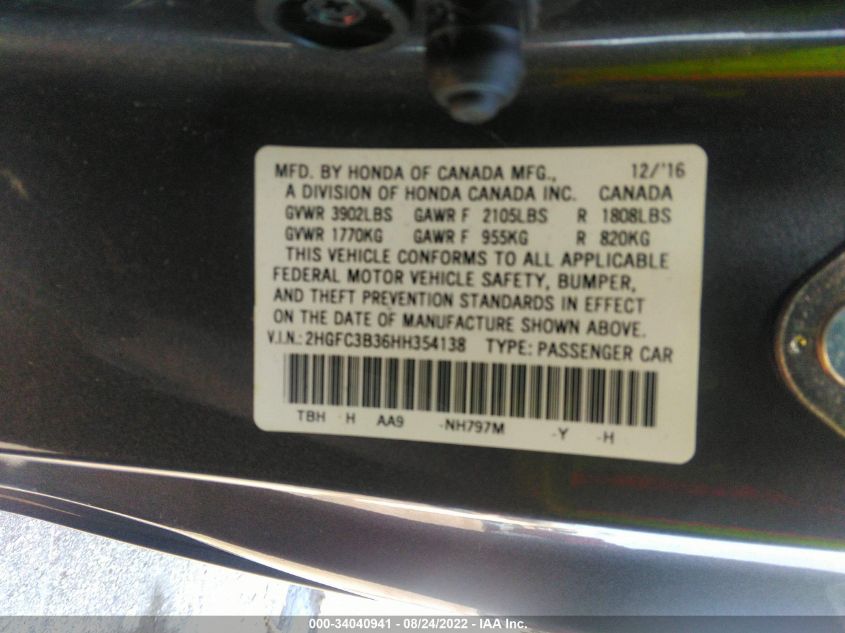 MFD. BY HONDA OF CANADA MFG., 12/'16
A DIVISION OF HONDA CANADA INC. CANADA
GVWR 3902LBS GAWR F 2105LBS R 1808LBS
GVWR 1770KG GAWR F 955KG R 820KG
THIS VEHICLE CONFORMS TO ALL APPLICABLE
FEDERAL MOTOR VEHICLE SAFETY, BUMPER,
AND THEFT PREVENTION STANDARDS IN EFFECT
ON THE DATE OF MANUFACTURE SHOWN ABOVE.
V.I.N.: 2HGFC3B36HH354138 TYPE: PASSENGER CAR
TBH H AA9 -NH797M -Y -H
000-34040941 - 08/24/2022 - IAA Inc.